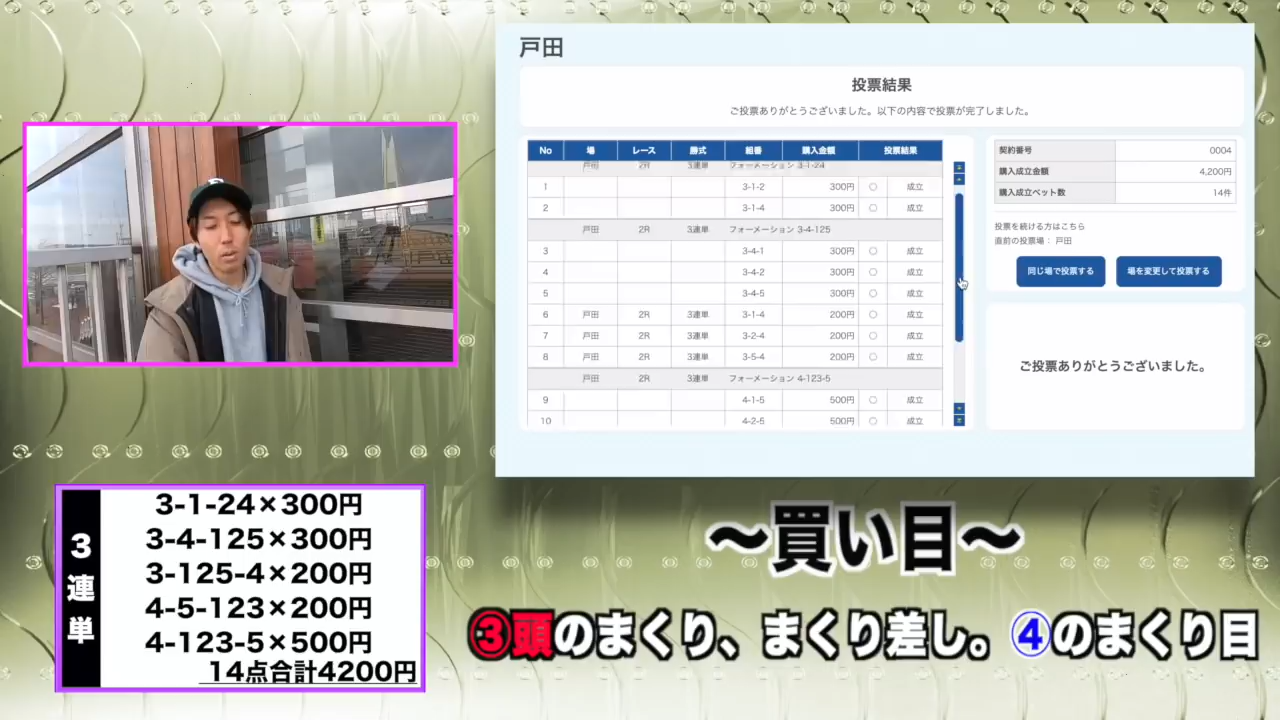 戸田
投票結果
ご投票ありがとうございました。以下の内容で投票が完了しました。
No 場 レース 勝式 組番 購入金額 投票結果
戸田 2R 3連単 フォーメーション 3-1-24
1 3-1-2 300円 ○ 成立
2 3-1-4 300円 ○ 成立
戸田 2R 3連単 フォーメーション 3-4-125
3 3-4-1 300円 ○ 成立
4 3-4-2 300円 ○ 成立
5 3-4-5 300円 ○ 成立
6 戸田 2R 3連単 3-1-4 200円 ○ 成立
7 戸田 2R 3連単 3-2-4 200円 ○ 成立
8 戸田 2R 3連単 3-5-4 200円 ○ 成立
戸田 2R 3連単 フォーメーション 4-123-5
9 4-1-5 500円 ○ 成立
10 4-2-5 500円 ○ 成立
契約番号 0004
購入成立金額 4,200円
購入成立ベット数 14件
投票を続ける方はこちら
直前の投票場: 戸田
同じ場で投票する 場を変更して投票する
ご投票ありがとうございました。
3連単
3-1-24×300円
3-4-125×300円
3-125-4×200円
4-5-123×200円
4-123-5×500円
14点合計4200円
〜買い目〜
③頭のまくり、まくり差し。④のまくり目